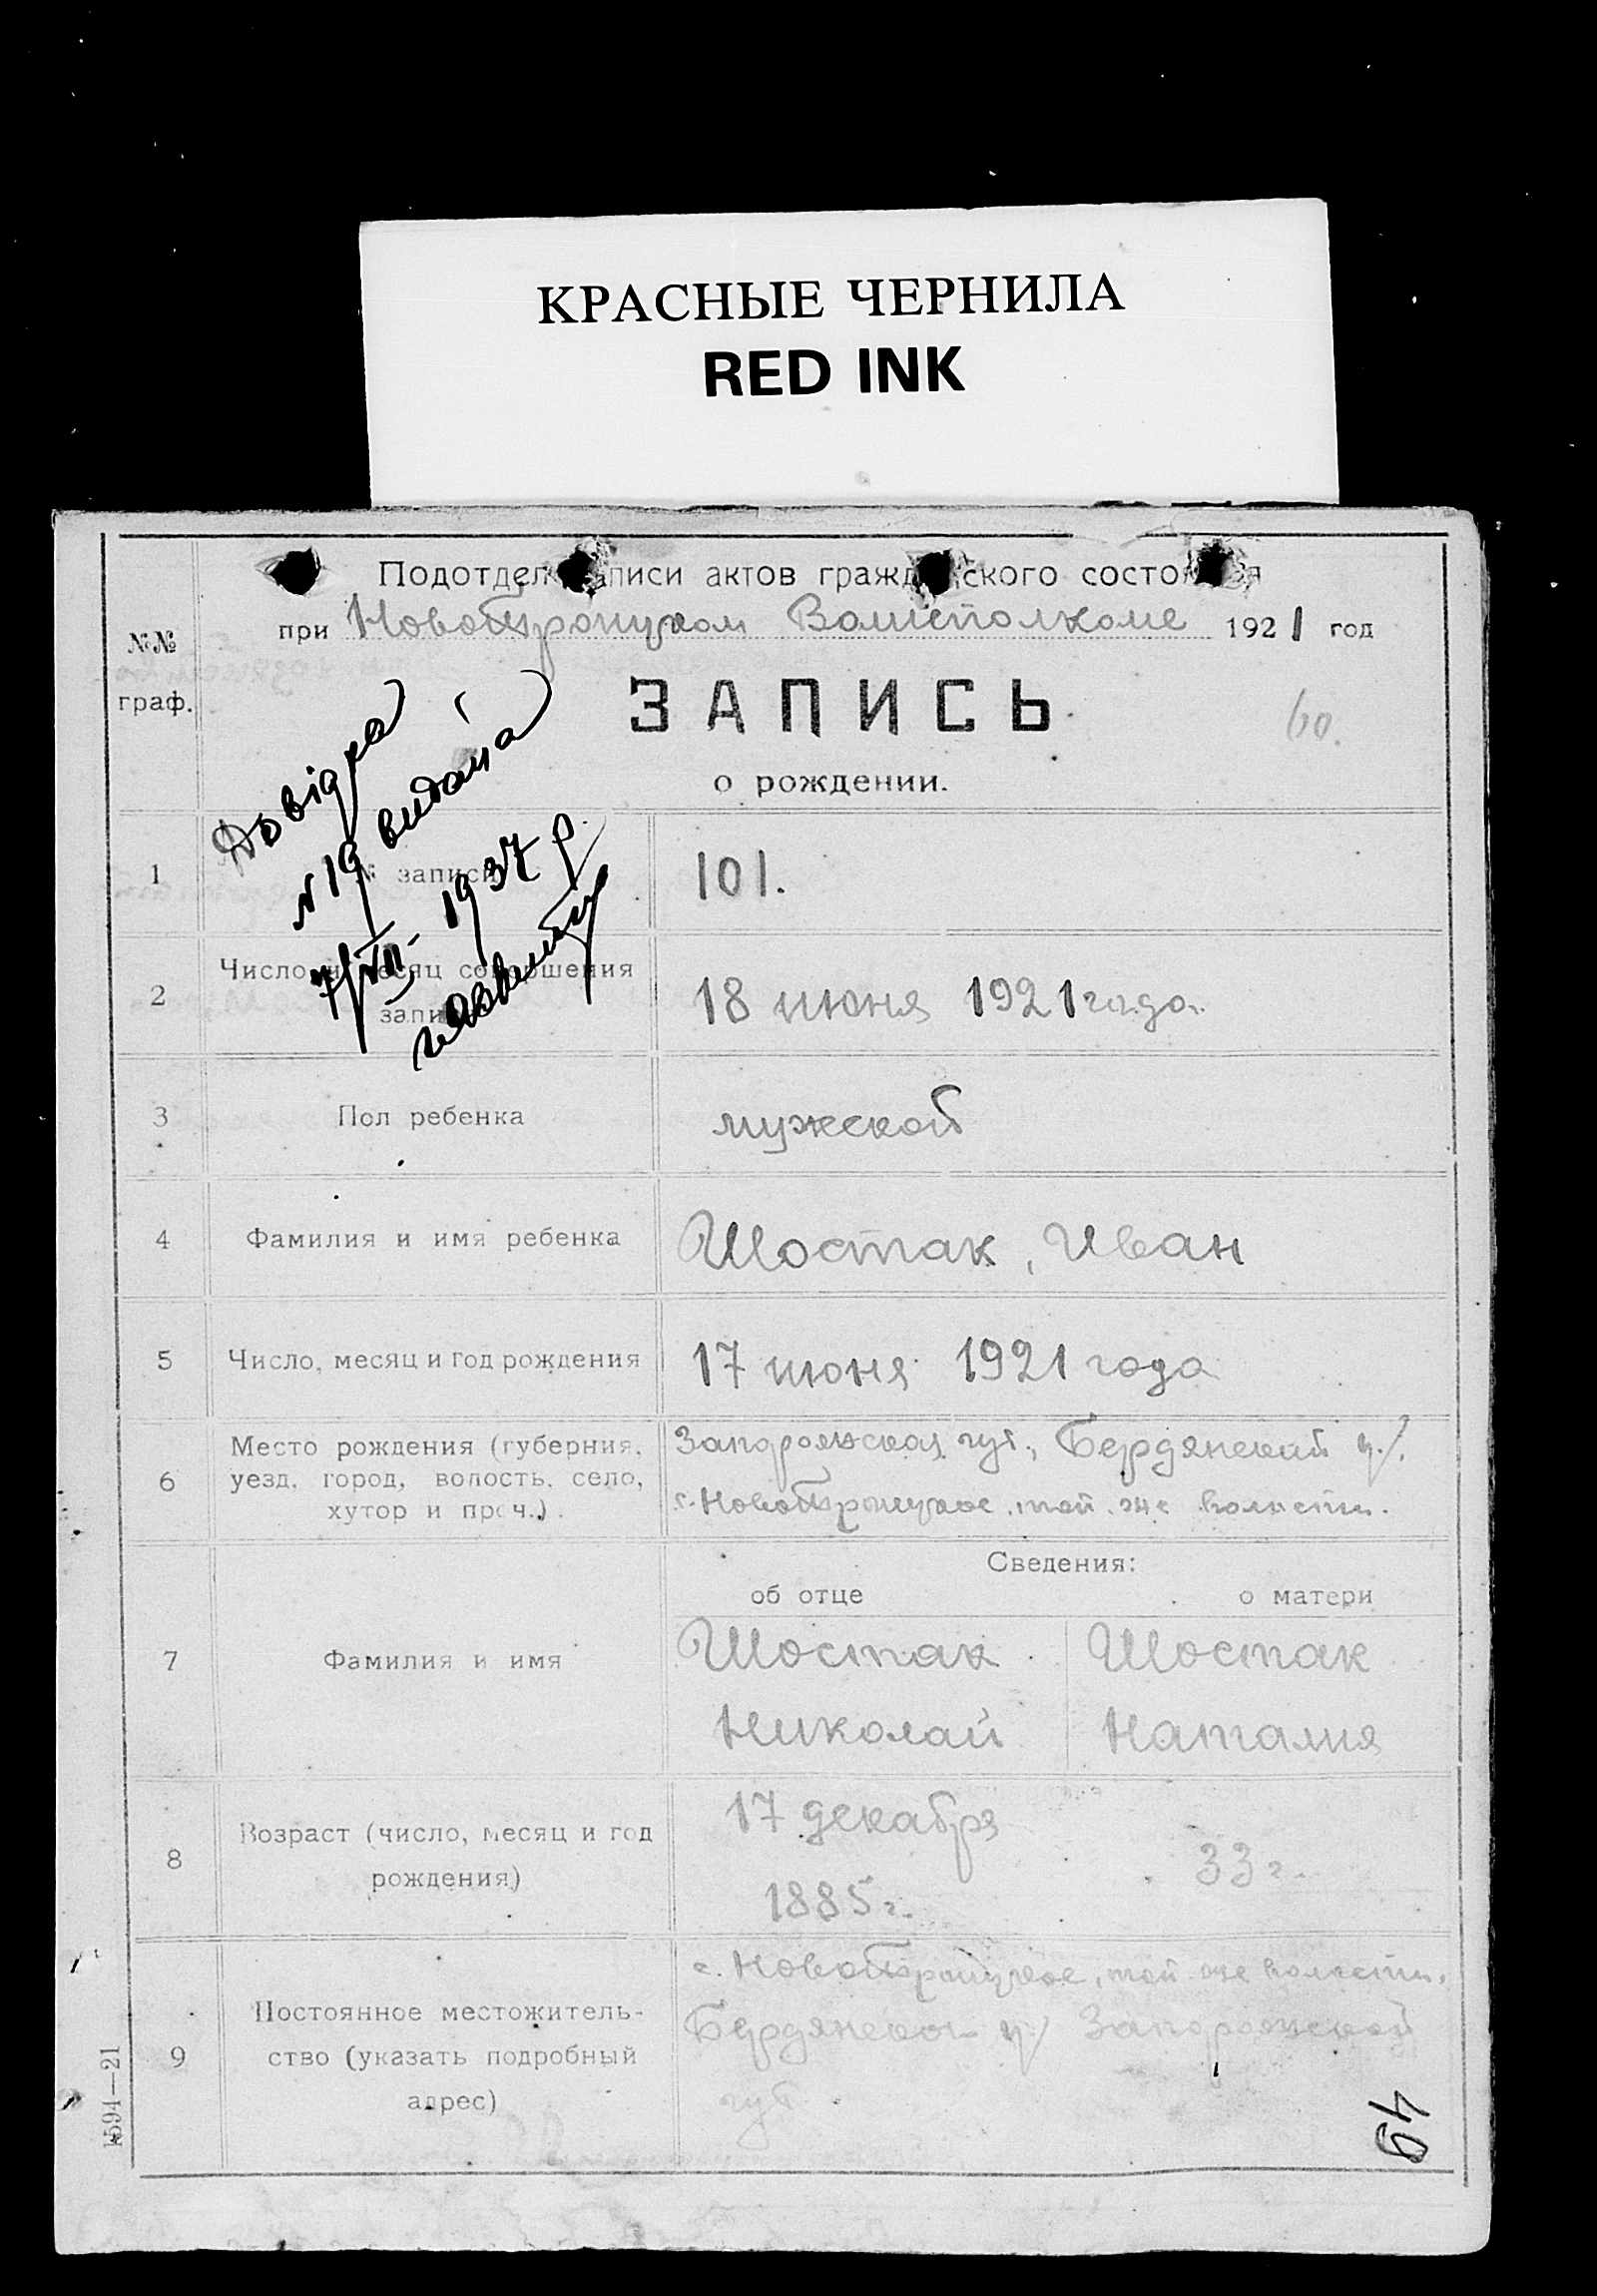 КРАСНЫЕ ЧЕРНИЛА
RED INK
Подотдел записи актов гражданского состояния
при Новотроицком Волисполкоме 1921 год
№№
граф.
ЗАПИСЬ
60.
о рождении.
Довідка
N 19 видана
7/VII - 1937 р.
1
№ записи
101.
2
Число и месяц совершения
записи
18 июня 1921 года.
3
Пол ребенка
мужской
4
Фамилия и имя ребенка
Шостак, Иван
5
Число, месяц и год рождения
17 июня 1921 года
6
Место рождения (губерния,
уезд, город, волость, село,
хутор и проч.).
Запорожская губ., Бердянский у./.
с. Новотроицкое, той же волости.
Сведения:
об отце
о матери
7
Фамилия и имя
Шостак
Николай
Шостак
Наталия
8
Возраст (число, месяц и год
рождения)
17 декабря
1885 г.
33 г.
9
Постоянное местожитель-
ство (указать подробный
адрес)
с. Новотроицкое, той же волости,
Бердянского у/ Запорожской
губ.
49
1594—21